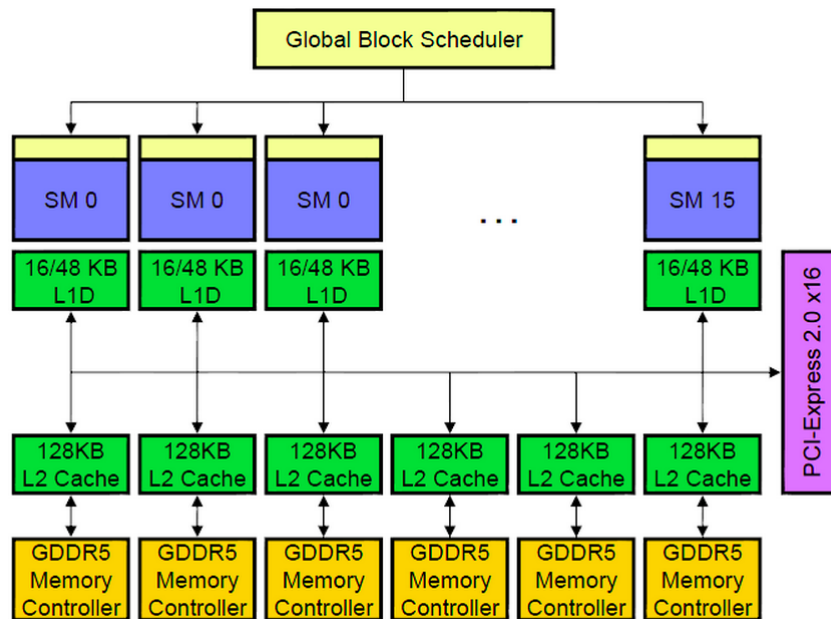 Global Block Scheduler
SM 0
SM 0
SM 0
. . .
SM 15
16/48 KB
L1D
16/48 KB
L1D
16/48 KB
L1D
16/48 KB
L1D
PCI-Express 2.0 x16
128KB
L2 Cache
128KB
L2 Cache
128KB
L2 Cache
128KB
L2 Cache
128KB
L2 Cache
128KB
L2 Cache
GDDR5
Memory
Controller
GDDR5
Memory
Controller
GDDR5
Memory
Controller
GDDR5
Memory
Controller
GDDR5
Memory
Controller
GDDR5
Memory
Controller